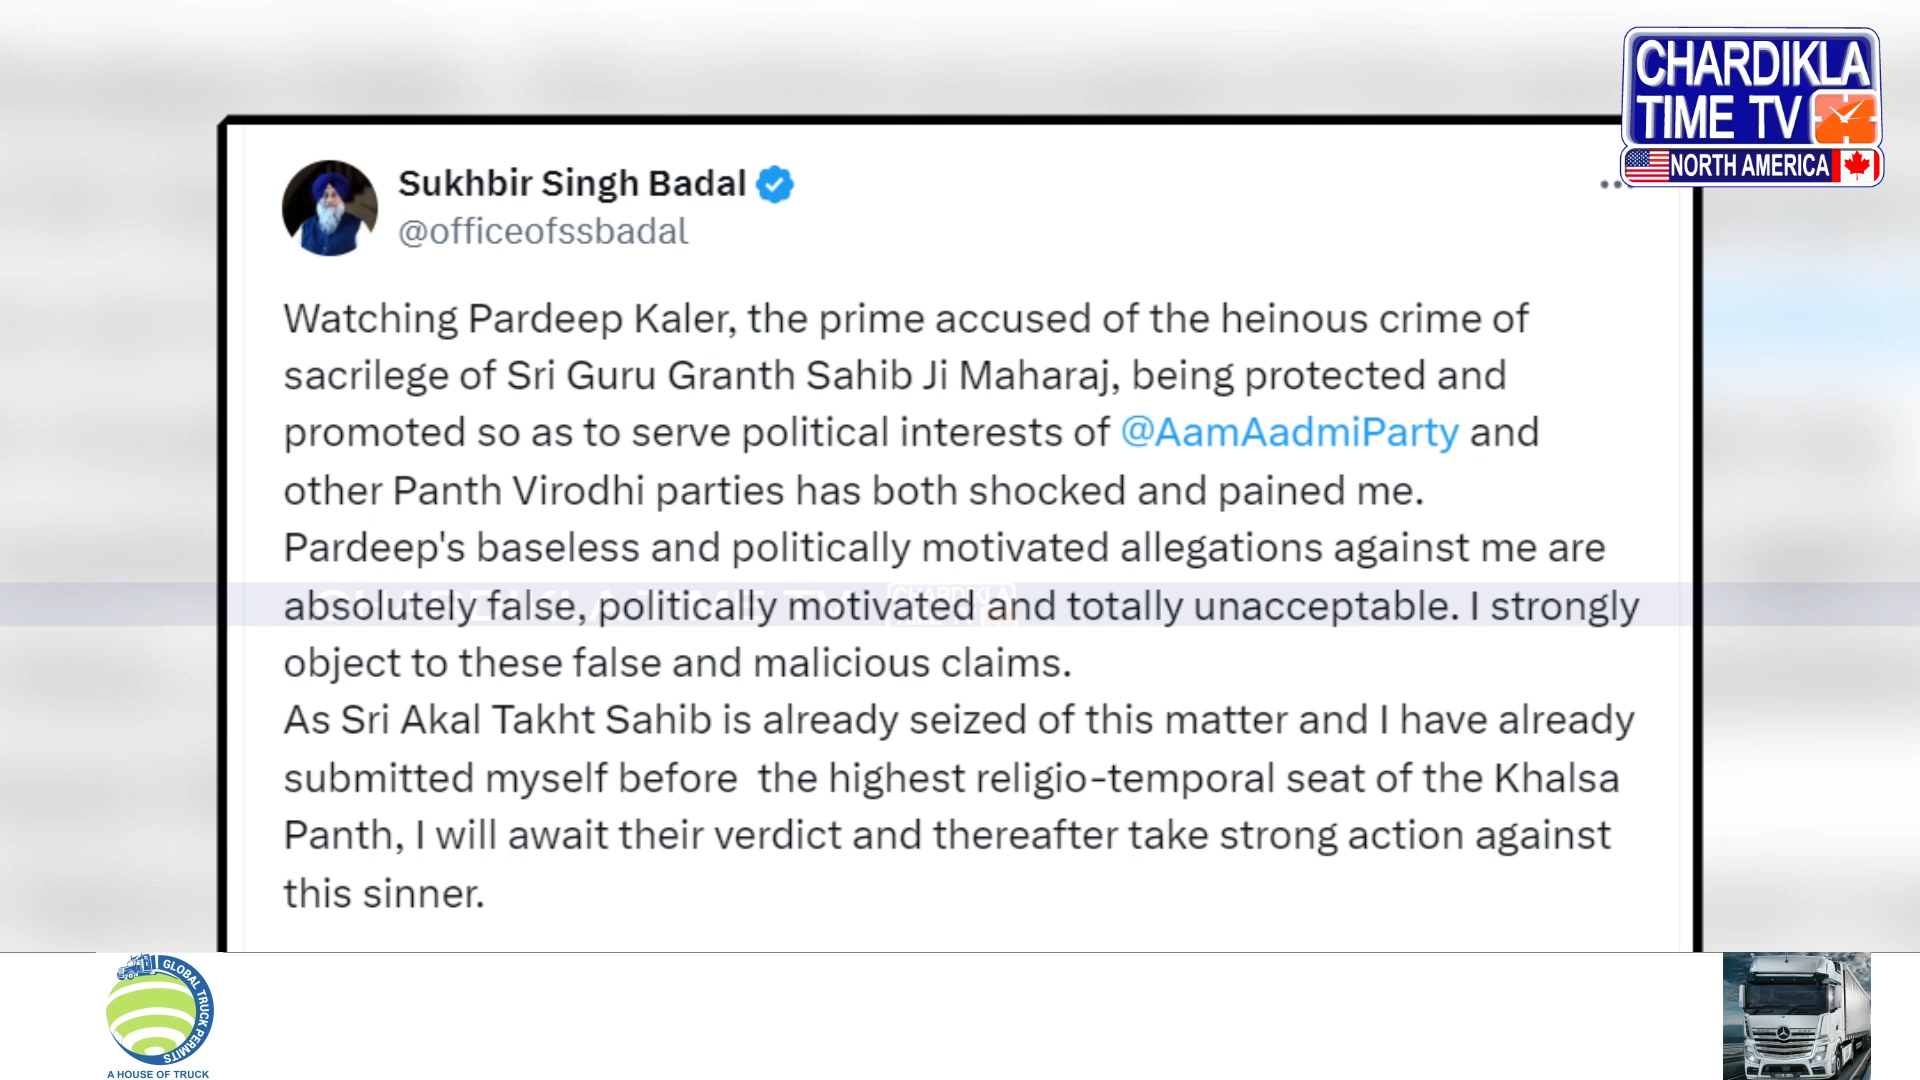 CHARDIKLA
TIME TV
NORTH AMERICA
Sukhbir Singh Badal
@officeofssbadal
Watching Pardeep Kaler, the prime accused of the heinous crime of
sacrilege of Sri Guru Granth Sahib Ji Maharaj, being protected and
promoted so as to serve political interests of @AamAadmiParty and
other Panth Virodhi parties has both shocked and pained me.
Pardeep's baseless and politically motivated allegations against me are
absolutely false, politically motivated and totally unacceptable. I strongly
object to these false and malicious claims.
As Sri Akal Takht Sahib is already seized of this matter and I have already
submitted myself before the highest religio-temporal seat of the Khalsa
Panth, I will await their verdict and thereafter take strong action against
this sinner.
CHARDIKLA TIME TV
CHARDIKLA
TIME TV
GLOBAL TRUCK PERMITS
A HOUSE OF TRUCK